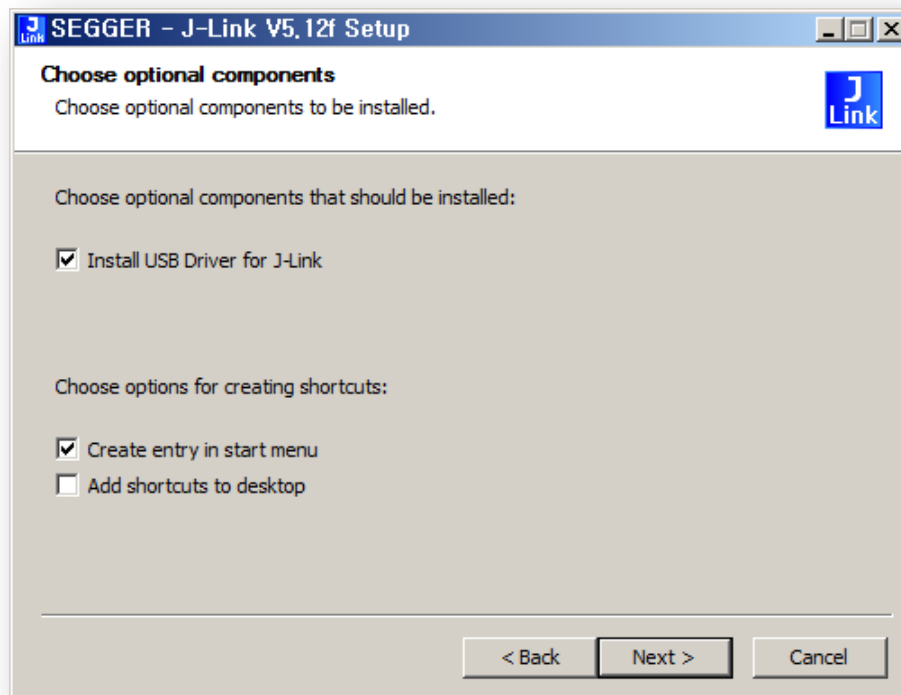 J Link SEGGER - J-Link V5.12f Setup
Choose optional components
Choose optional components to be installed.
J
Link
Choose optional components that should be installed:
Install USB Driver for J-Link
Choose options for creating shortcuts:
Create entry in start menu
Add shortcuts to desktop
< Back Next > Cancel